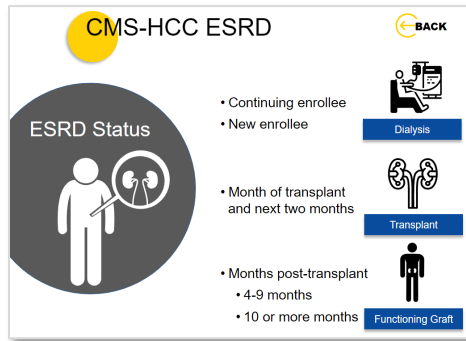 CMS-HCC ESRD
BACK
ESRD Status
• Continuing enrollee
• New enrollee
Dialysis
• Month of transplant
and next two months
Transplant
• Months post-transplant
• 4-9 months
• 10 or more months
Functioning Graft